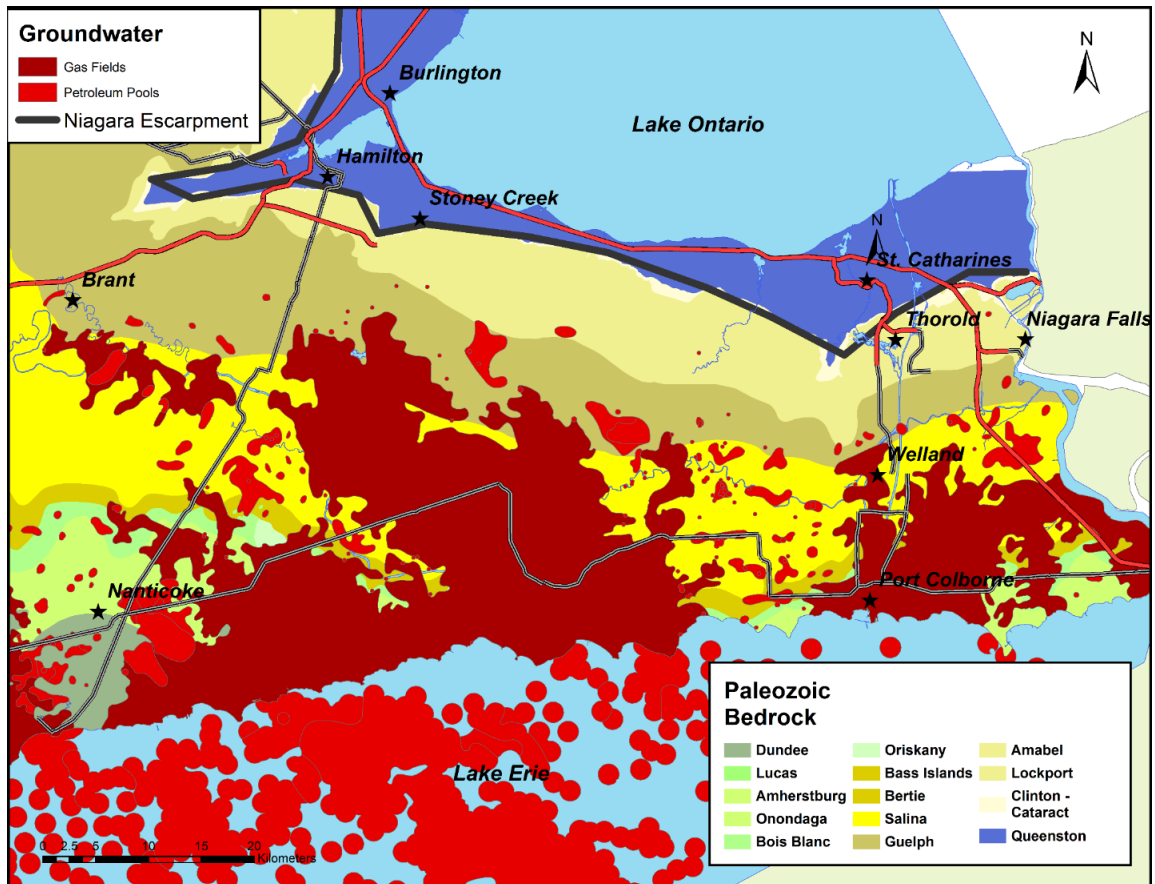 Groundwater
Gas Fields
Petroleum Pools
Niagara Escarpment
N
Burlington
Lake Ontario
Hamilton
Stoney Creek
N
St. Catharines
Brant
Thorold
Niagara Falls
Welland
Nanticoke
Port Colborne
Lake Erie
Paleozoic
Bedrock
Dundee
Lucas
Amherstburg
Onondaga
Bois Blanc
Oriskany
Bass Islands
Bertie
Salina
Guelph
Amabel
Lockport
Clinton -
Cataract
Queenston
0 2.5 5 10 15 20
Kilometers